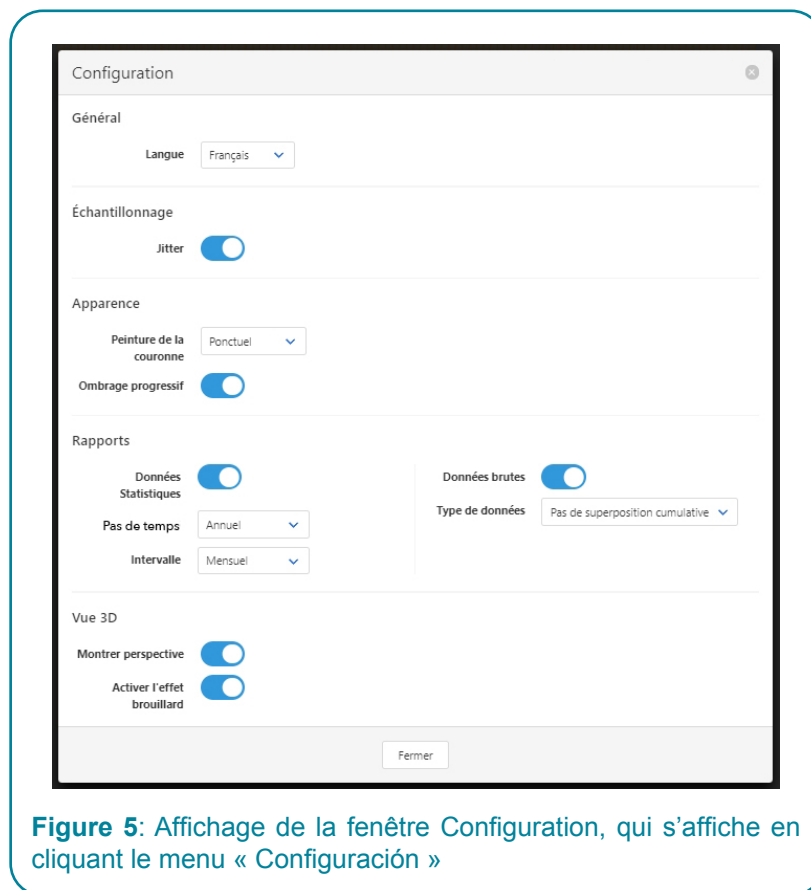 Configuration
Général
Langue Français
Échantillonnage
Jitter
Apparence
Peinture de la
couronne Ponctuel
Ombrage progressif
Rapports
Données
Statistiques
Pas de temps Annuel
Intervalle Mensuel
Données brutes
Type de données Pas de superposition cumulative
Vue 3D
Montrer perspective
Activer l'effet
brouillard
Fermer
Figure 5: Affichage de la fenêtre Configuration, qui s'affiche en
cliquant le menu « Configuración »